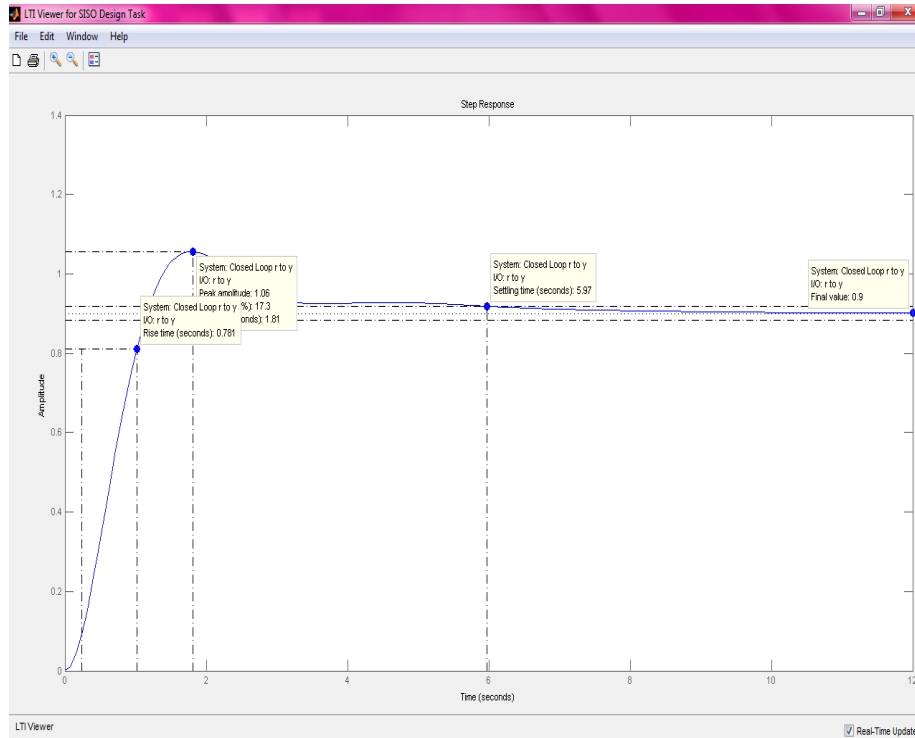 LTI Viewer for SISO Design Task
File Edit Window Help
Step Response
1.4
1.2
1
0.8
0.6
0.4
0.2
0
Amplitude
System: Closed Loop r to y
I/O: r to y
Peak amplitude: 1.06
%): 17.3
onds): 1.81
System: Closed Loop r to y
I/O: r to y
Rise time (seconds): 0.781
System: Closed Loop r to y
I/O: r to y
Settling time (seconds): 5.97
System: Closed Loop r to y
I/O: r to y
Final value: 0.9
0 2 4 6 8 10 12
Time (seconds)
LTI Viewer
Real-Time Update